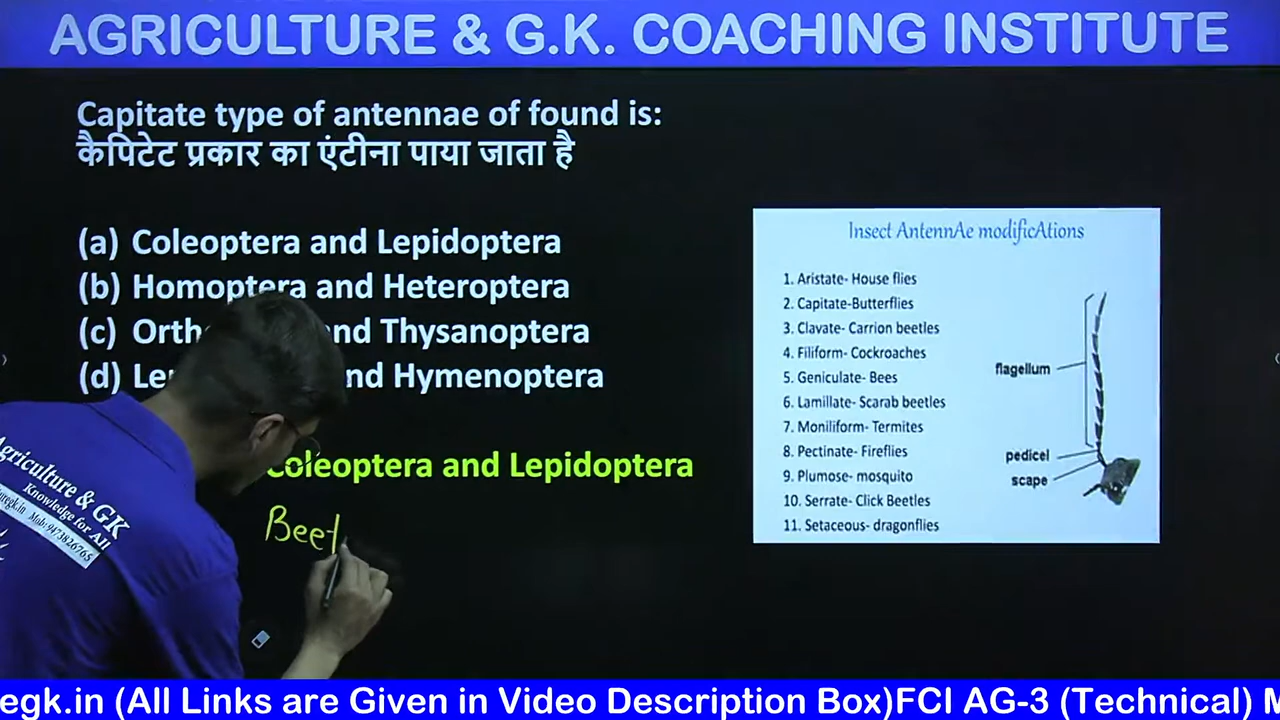 AGRICULTURE & G.K. COACHING INSTITUTE
Capitate type of antennae of found is:
कैपिटेट प्रकार का एंटीना पाया जाता है
(a) Coleoptera and Lepidoptera
(b) Homoptera and Heteroptera
(c) and Thysanoptera
(d) and Hymenoptera
Coleoptera and Lepidoptera
Beet
Insect AntennAe modificAtions
1. Aristate- House flies
2. Capitate-Butterflies
3. Clavate- Carrion beetles
4. Filiform- Cockroaches
5. Geniculate- Bees
6. Lamillate- Scarab beetles
7. Moniliform- Termites
8. Pectinate- Fireflies
9. Plumose- mosquito
10. Serrate- Click Beetles
11. Setaceous- dragonflies
flagellum
pedicel
scape
Agriculture & GK
Knowledge for All
Mob:9473826765
egk.in (All Links are Given in Video Description Box)FCI AG-3 (Technical) M